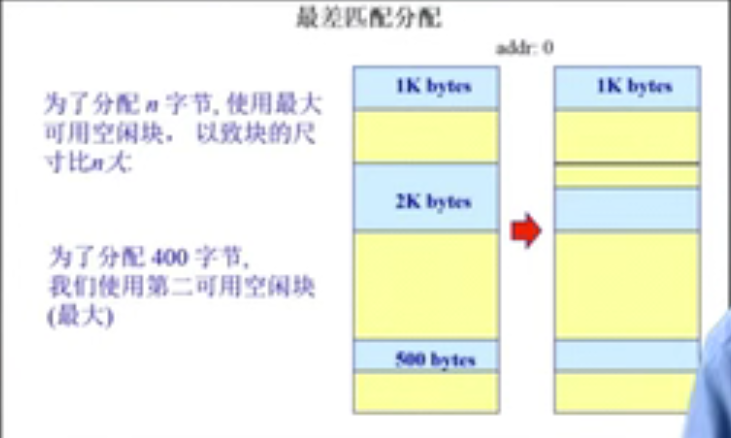 最差匹配分配
addr: 0
为了分配 n 字节, 使用最大
可用空闲块， 以致块的尺
寸比n大:
为了分配 400 字节,
我们使用第二可用空闲块
(最大)
1K bytes
2K bytes
500 bytes
1K bytes